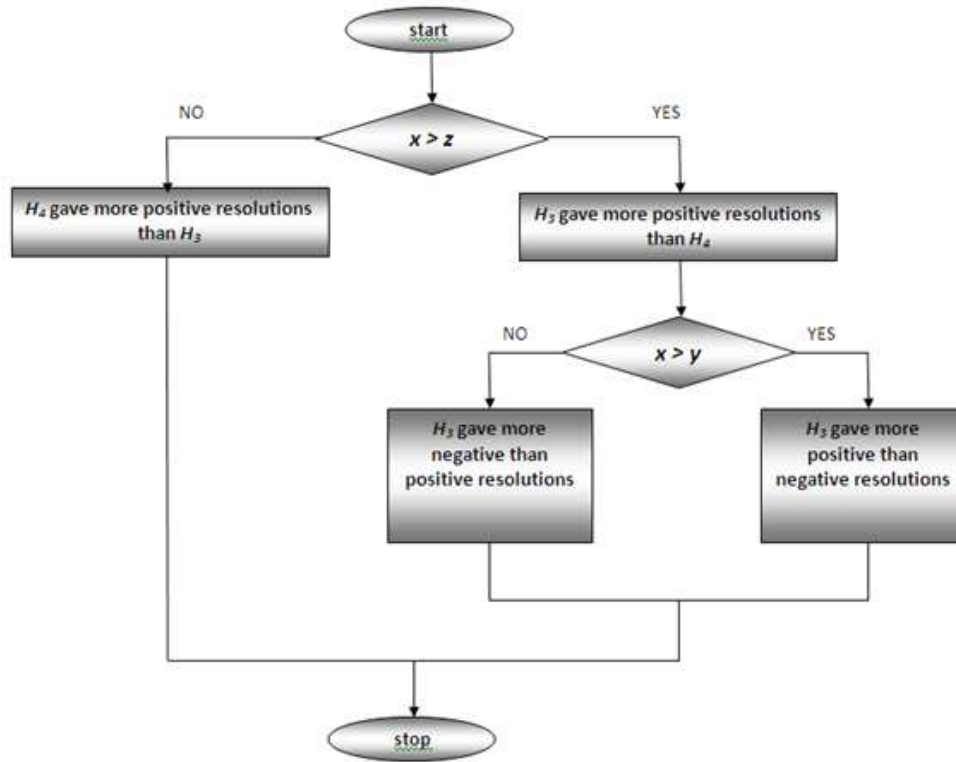 start
NO
YES
x > z
H₄ gave more positive resolutions
than H₃
H₃ gave more positive resolutions
than H₄
NO
YES
x > y
H₃ gave more
negative than
positive resolutions
H₃ gave more
positive than
negative resolutions
stop